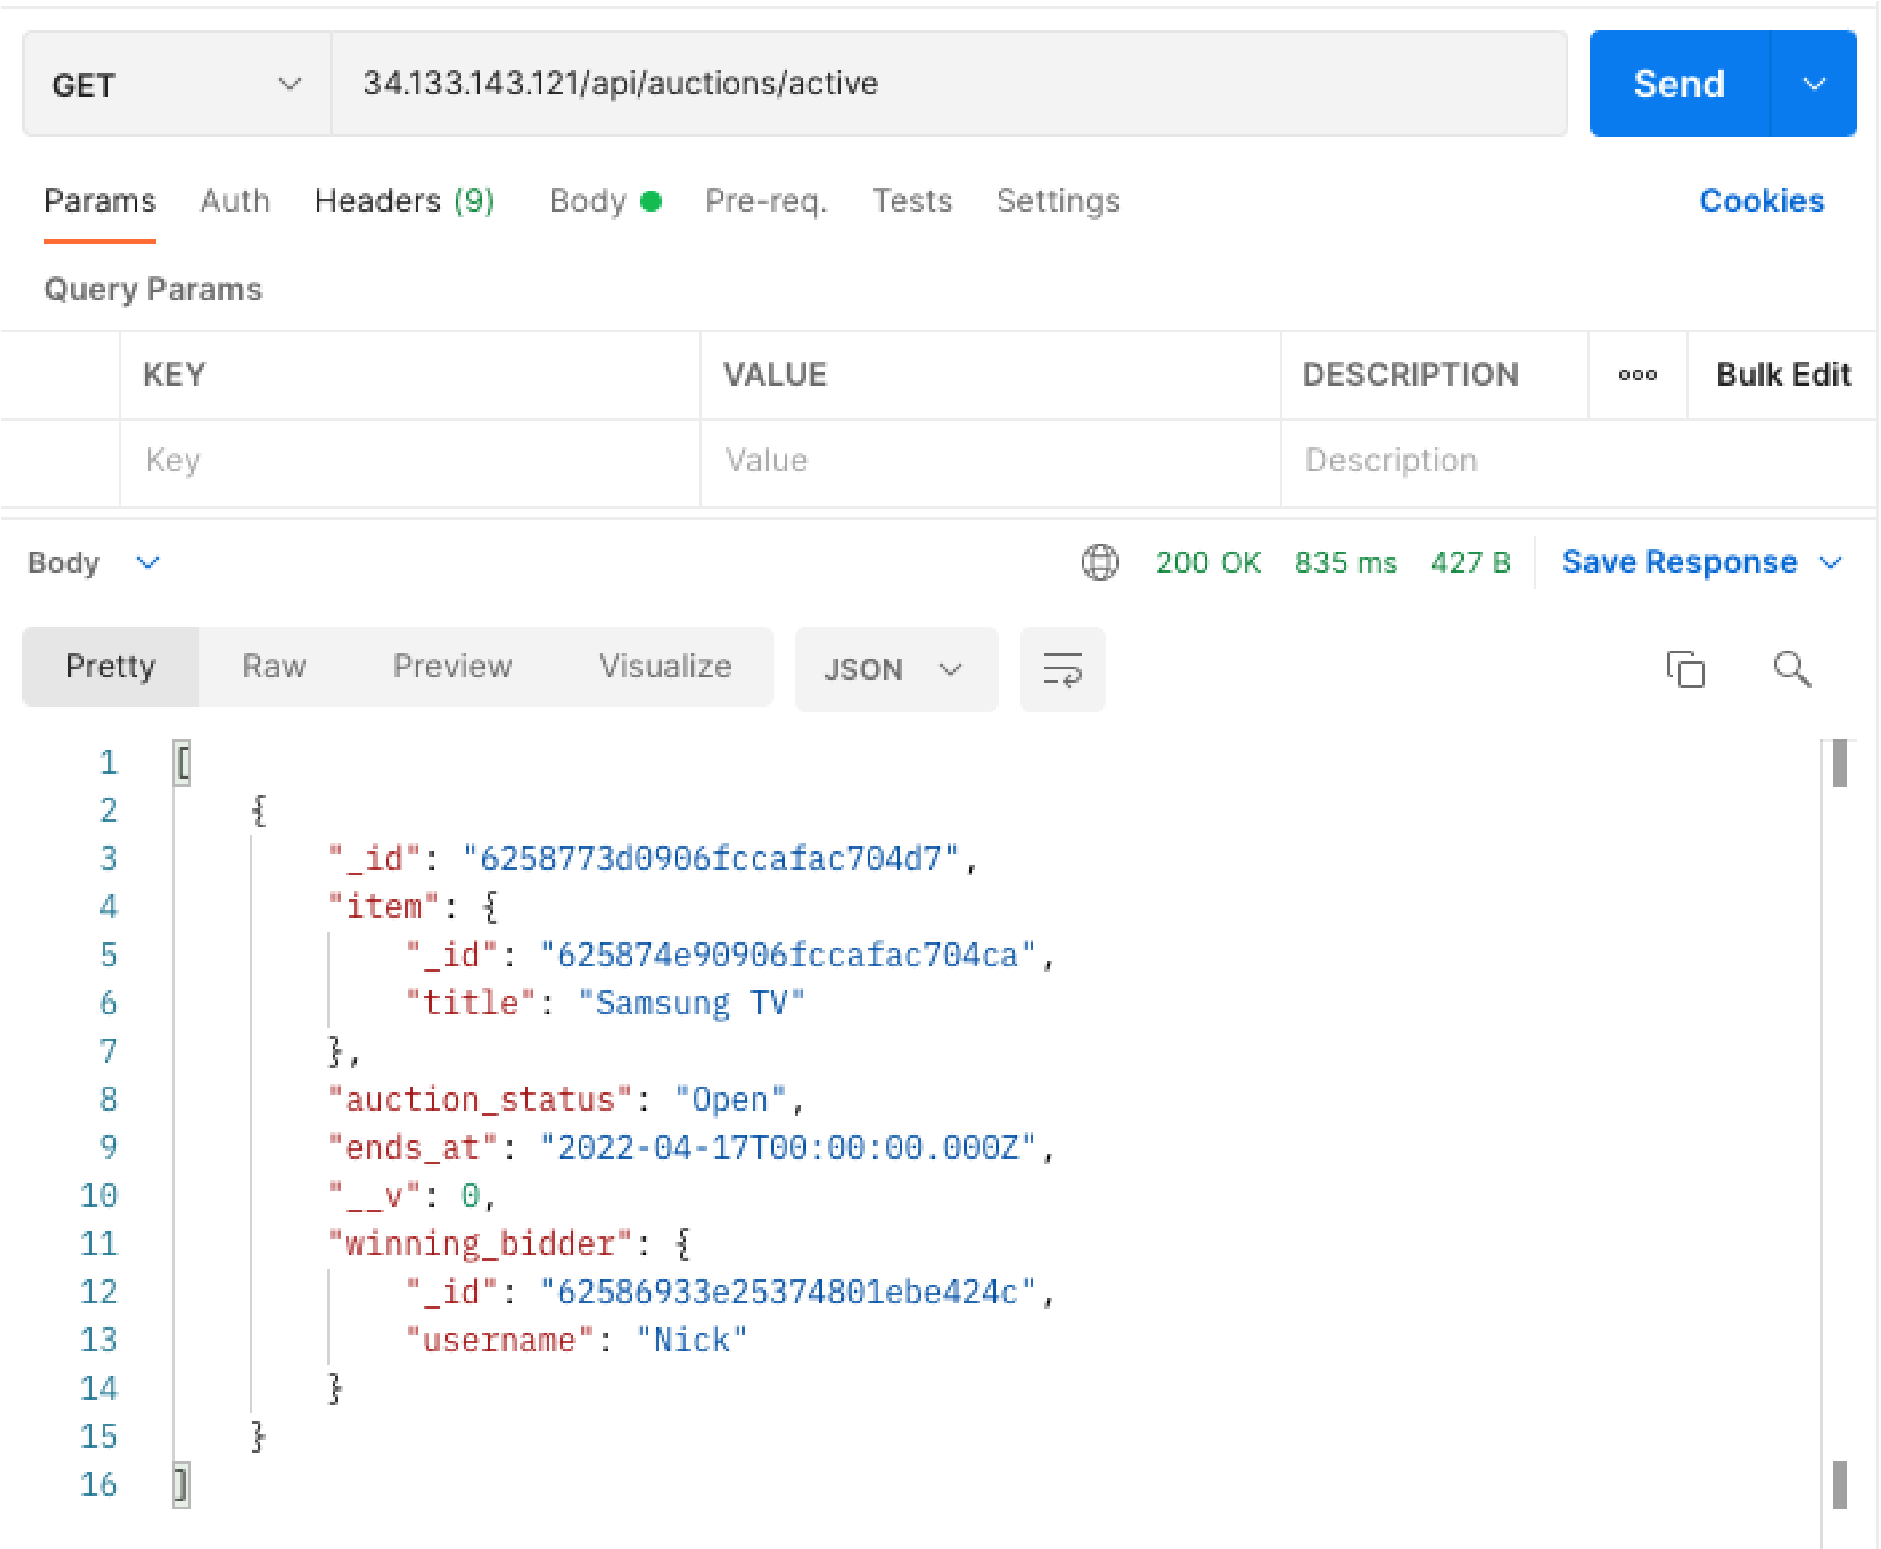 GET 34.133.143.121/api/auctions/active Send
Params Auth Headers (9) Body Pre-req. Tests Settings Cookies
Query Params
KEY VALUE DESCRIPTION ooo Bulk Edit
Key Value Description
Body 200 OK 835 ms 427 B Save Response
Pretty Raw Preview Visualize JSON
1 [
2 {
3 "_id": "6258773d0906fccafac704d7",
4 "item": {
5 "_id": "625874e90906fccafac704ca",
6 "title": "Samsung TV"
7 },
8 "auction_status": "Open",
9 "ends_at": "2022-04-17T00:00:00.000Z",
10 "__v": 0,
11 "winning_bidder": {
12 "_id": "62586933e25374801ebe424c",
13 "username": "Nick"
14 }
15 }
16 ]